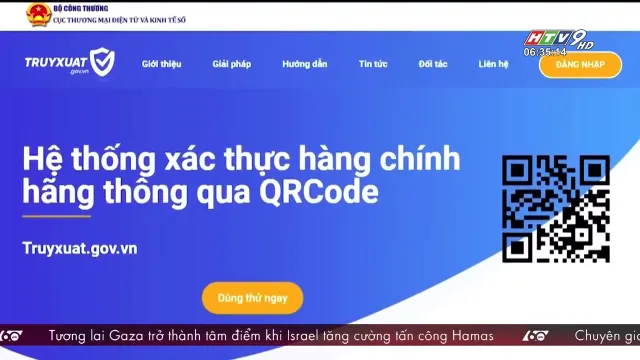 BỘ CÔNG THƯƠNG
CỤC THƯƠNG MẠI ĐIỆN TỬ VÀ KINH TẾ SỐ
HTV9 HD
06:35:14
TRUYXUAT
.gov.vn
Giới thiệu
Giải pháp
Hướng dẫn
Tin tức
Đối tác
Liên hệ
ĐĂNG NHẬP
Hệ thống xác thực hàng chính
hãng thông qua QRCode
Truyxuat.gov.vn
Dùng thử ngay
60 Tương lai Gaza trở thành tâm điểm khi Israel tăng cường tấn công Hamas 60 Chuyên gia